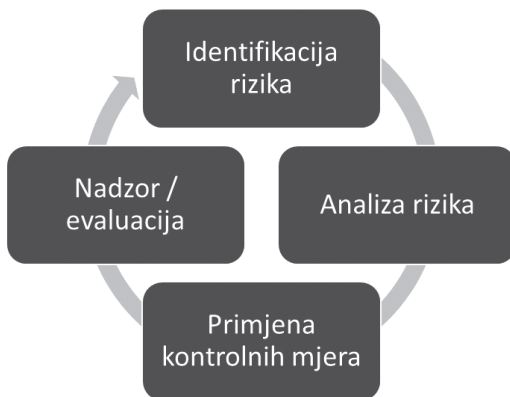 Identifikacija
rizika
Analiza rizika
Primjena
kontrolnih mjera
Nadzor /
evaluacija